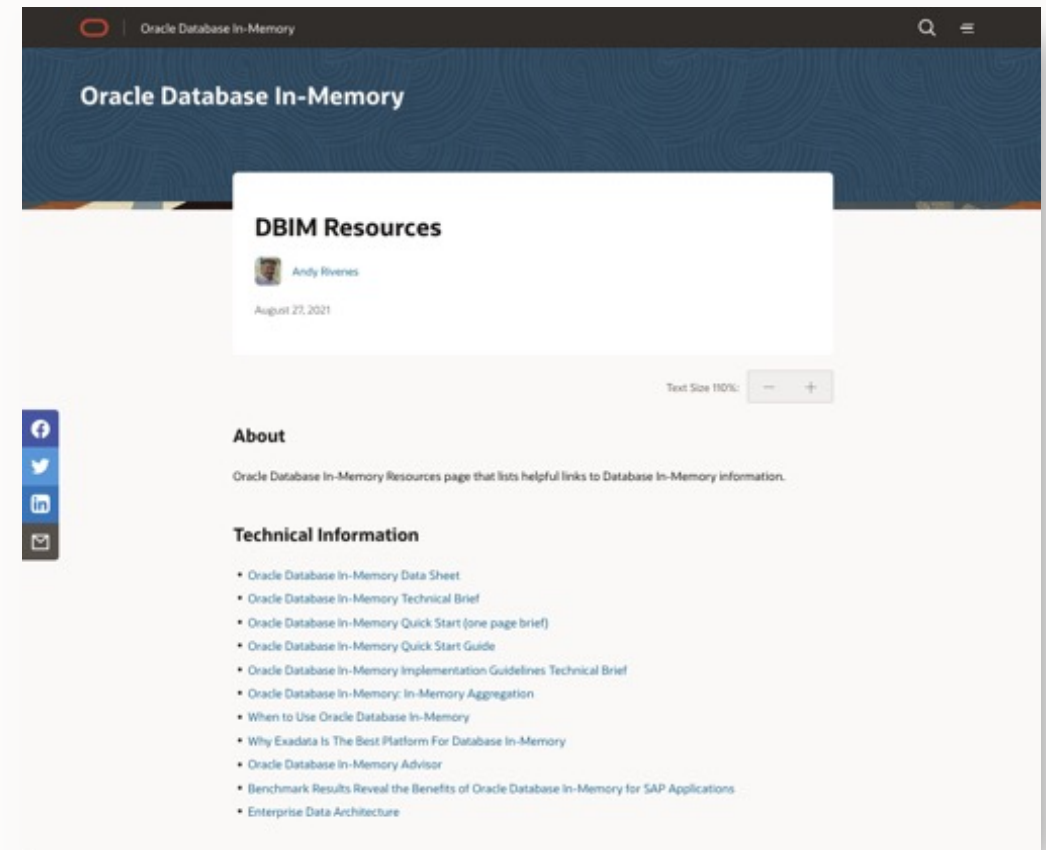 Oracle Database In-Memory
Oracle Database In-Memory
DBIM Resources
Andy Rivenes
August 27, 2021
Text Size 110%:
About
Oracle Database In-Memory Resources page that lists helpful links to Database In-Memory information.
Technical Information
• Oracle Database In-Memory Data Sheet
• Oracle Database In-Memory Technical Brief
• Oracle Database In-Memory Quick Start (one page brief)
• Oracle Database In-Memory Quick Start Guide
• Oracle Database In-Memory Implementation Guidelines Technical Brief
• Oracle Database In-Memory: In-Memory Aggregation
• When to Use Oracle Database In-Memory
• Why Exadata Is The Best Platform For Database In-Memory
• Oracle Database In-Memory Advisor
• Benchmark Results Reveal the Benefits of Oracle Database In-Memory for SAP Applications
• Enterprise Data Architecture